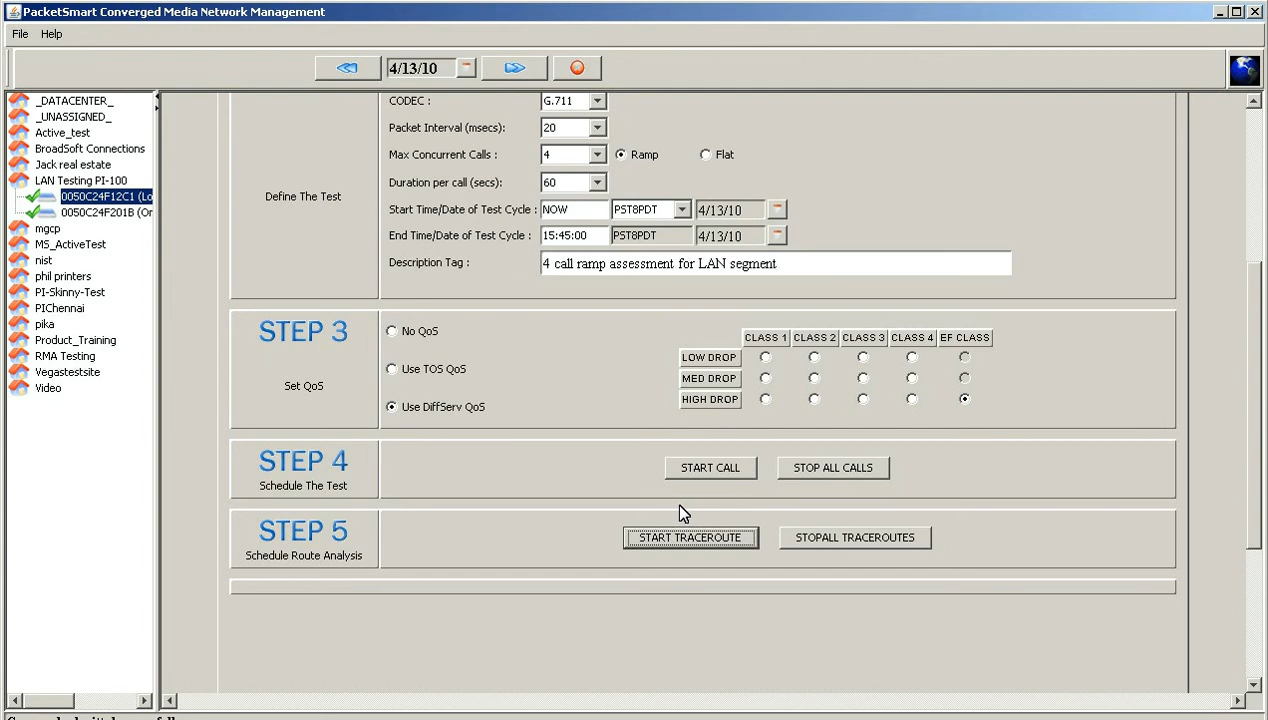 PacketSmart Converged Media Network Management
File Help
4/13/10
_DATACENTER_
_UNASSIGNED_
Active_test
BroadSoft Connections
Jack real estate
LAN Testing PI-100
0050C24F12C1 (Lo
0050C24F201B (Or
mgcp
MS_ActiveTest
nist
phil printers
PI-Skinny-Test
PIChennai
pika
Product_Training
RMA Testing
Vegastestsite
Video
Define The Test
CODEC : G.711
Packet Interval (msecs): 20
Max Concurrent Calls : 4 Ramp Flat
Duration per call (secs): 60
Start Time/Date of Test Cycle : NOW PST8PDT 4/13/10
End Time/Date of Test Cycle : 15:45:00 PST8PDT 4/13/10
Description Tag : 4 call ramp assessment for LAN segment
STEP 3
Set QoS
No QoS
Use TOS QoS
Use DiffServ QoS
CLASS 1 CLASS 2 CLASS 3 CLASS 4 EF CLASS
LOW DROP
MED DROP
HIGH DROP
STEP 4
Schedule The Test
START CALL STOP ALL CALLS
STEP 5
Schedule Route Analysis
START TRACEROUTE STOPALL TRACEROUTES